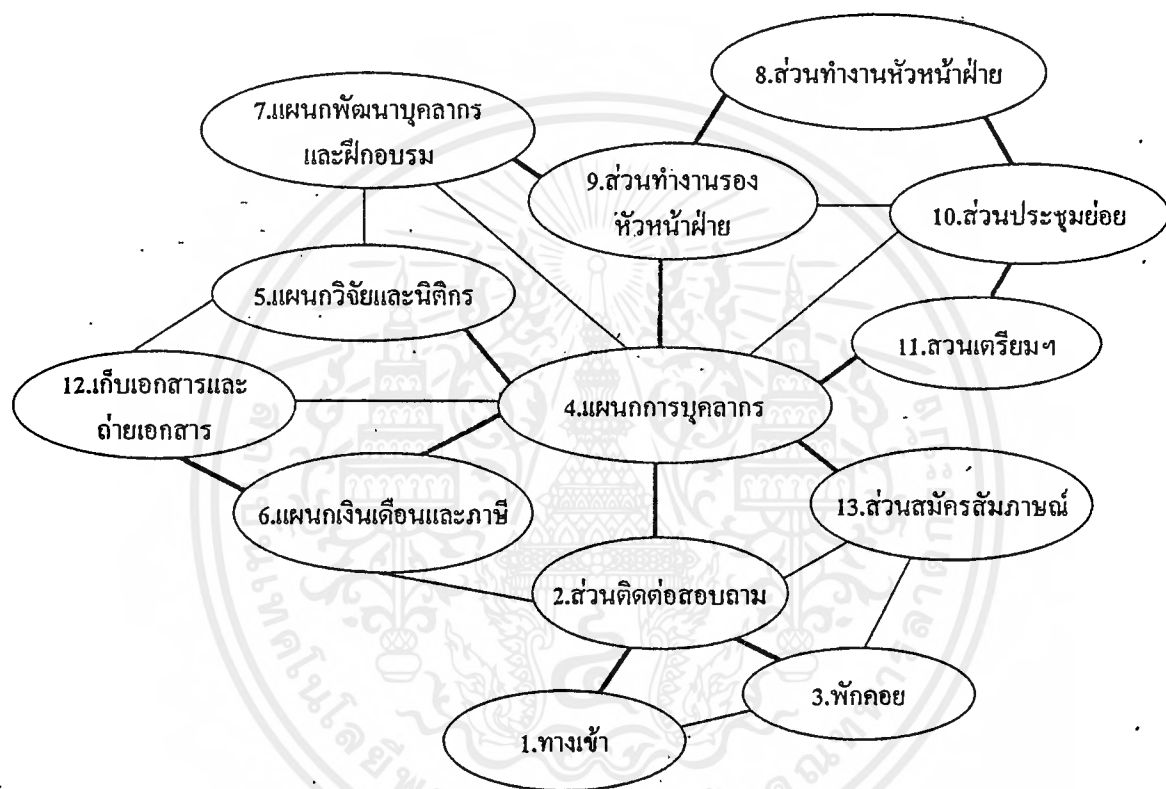 8.ส่วนทำงานหัวหน้าฝ่าย
7.แผนกพัฒนาบุคลากร
และฝึกอบรม
9.ส่วนทำงานรอง
หัวหน้าฝ่าย
10.ส่วนประชุมย่อย
5.แผนกวิจัยและนิติกร
11.สวนเตรียมฯ
12.เก็บเอกสารและ
ถ่ายเอกสาร
4.แผนกการบุคลากร
6.แผนกเงินเดือนและภาษี
13.ส่วนสมัครสัมภาษณ์
2.ส่วนติดต่อสอบถาม
3.พักคอย
1.ทางเข้า